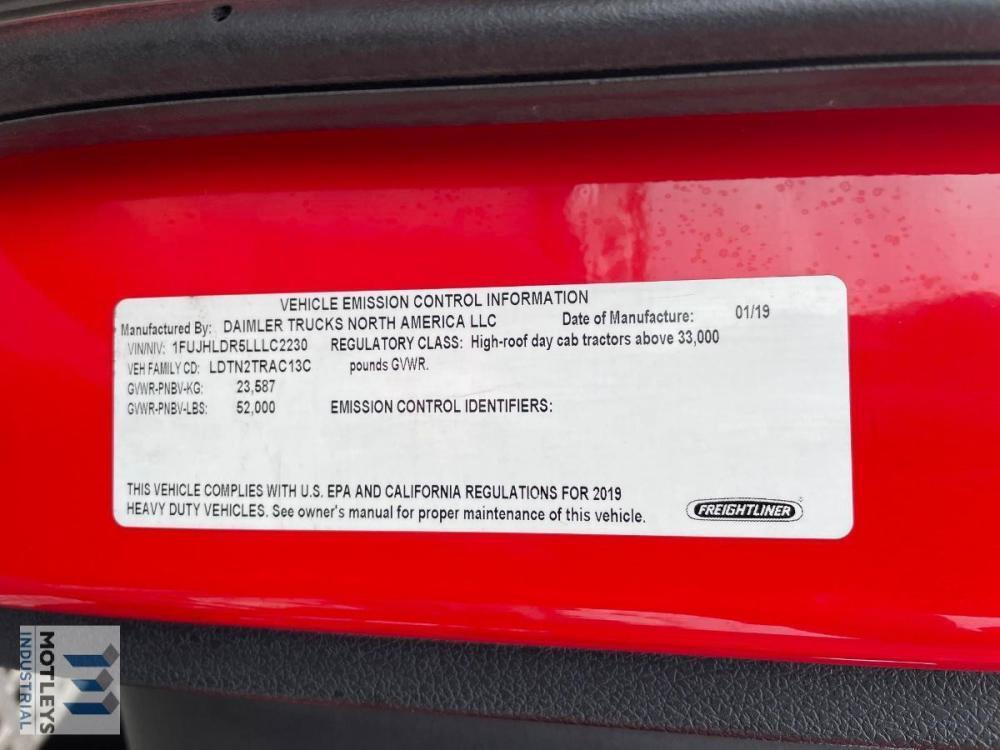 VEHICLE EMISSION CONTROL INFORMATION
Manufactured By: DAIMLER TRUCKS NORTH AMERICA LLC Date of Manufacture: 01/19
VIN/NIV: 1FUJHLDR5LLLC2230 REGULATORY CLASS: High-roof day cab tractors above 33,000
VEH FAMILY CD: LDTN2TRAC13C pounds GVWR.
GVWR-PNBV-KG: 23,587
GVWR-PNBV-LBS: 52,000 EMISSION CONTROL IDENTIFIERS:
THIS VEHICLE COMPLIES WITH U.S. EPA AND CALIFORNIA REGULATIONS FOR 2019
HEAVY DUTY VEHICLES. See owner's manual for proper maintenance of this vehicle.
FREIGHTLINER
MOTLEYS
INDUSTRIAL